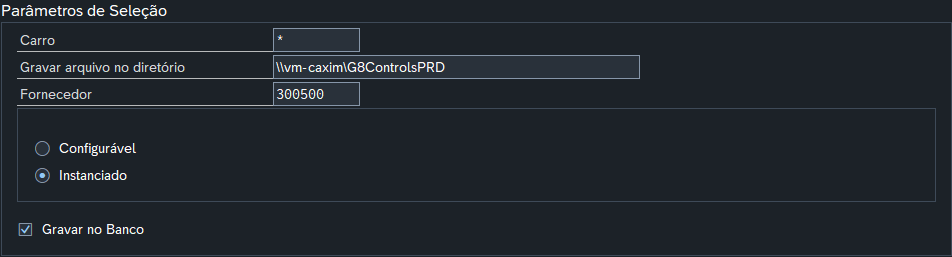 Parâmetros de Seleção
Carro *
Gravar arquivo no diretório \\vm-caxim\G8ControlsPRD
Fornecedor 300500
Configurável
Instanciado
Gravar no Banco